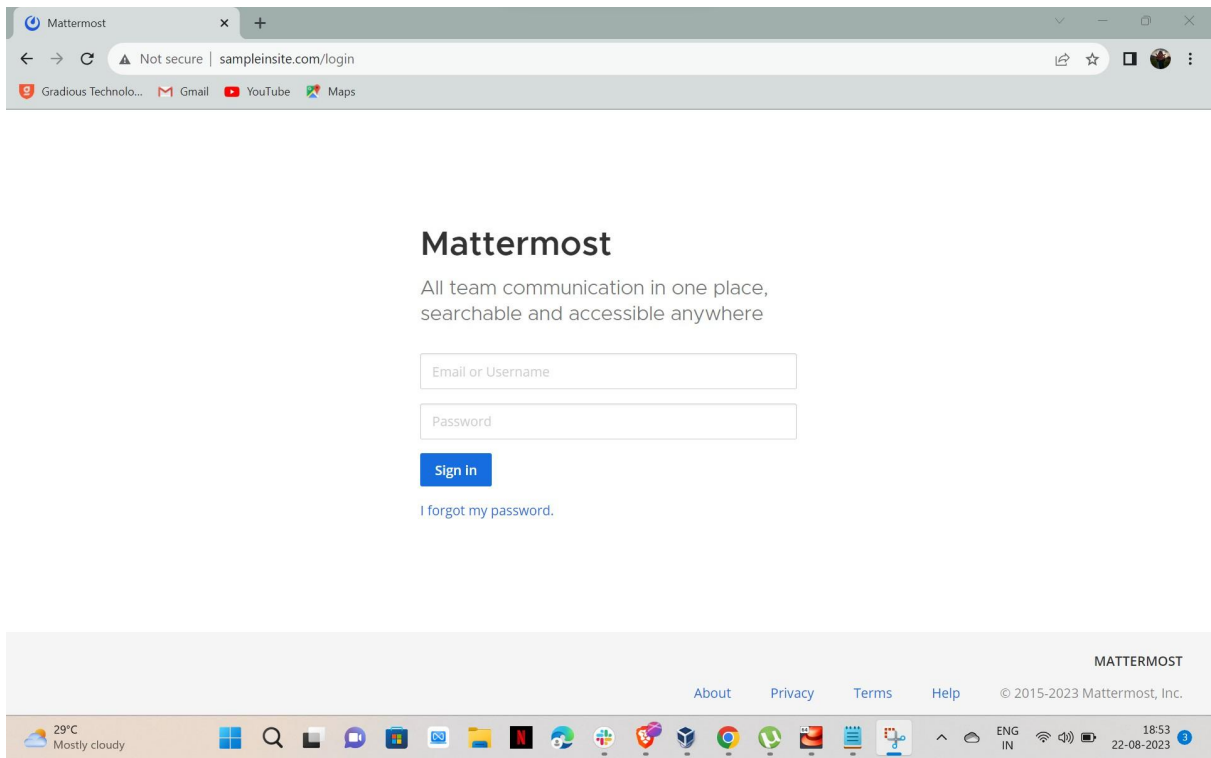 Mattermost
Not secure | sampleinsite.com/login
Gradious Technolo... Gmail YouTube Maps
Mattermost
All team communication in one place,
searchable and accessible anywhere
Email or Username
Password
Sign in
I forgot my password.
MATTERMOST
About Privacy Terms Help © 2015-2023 Mattermost, Inc.
29°C
Mostly cloudy
ENG
IN
18:53
22-08-2023
3